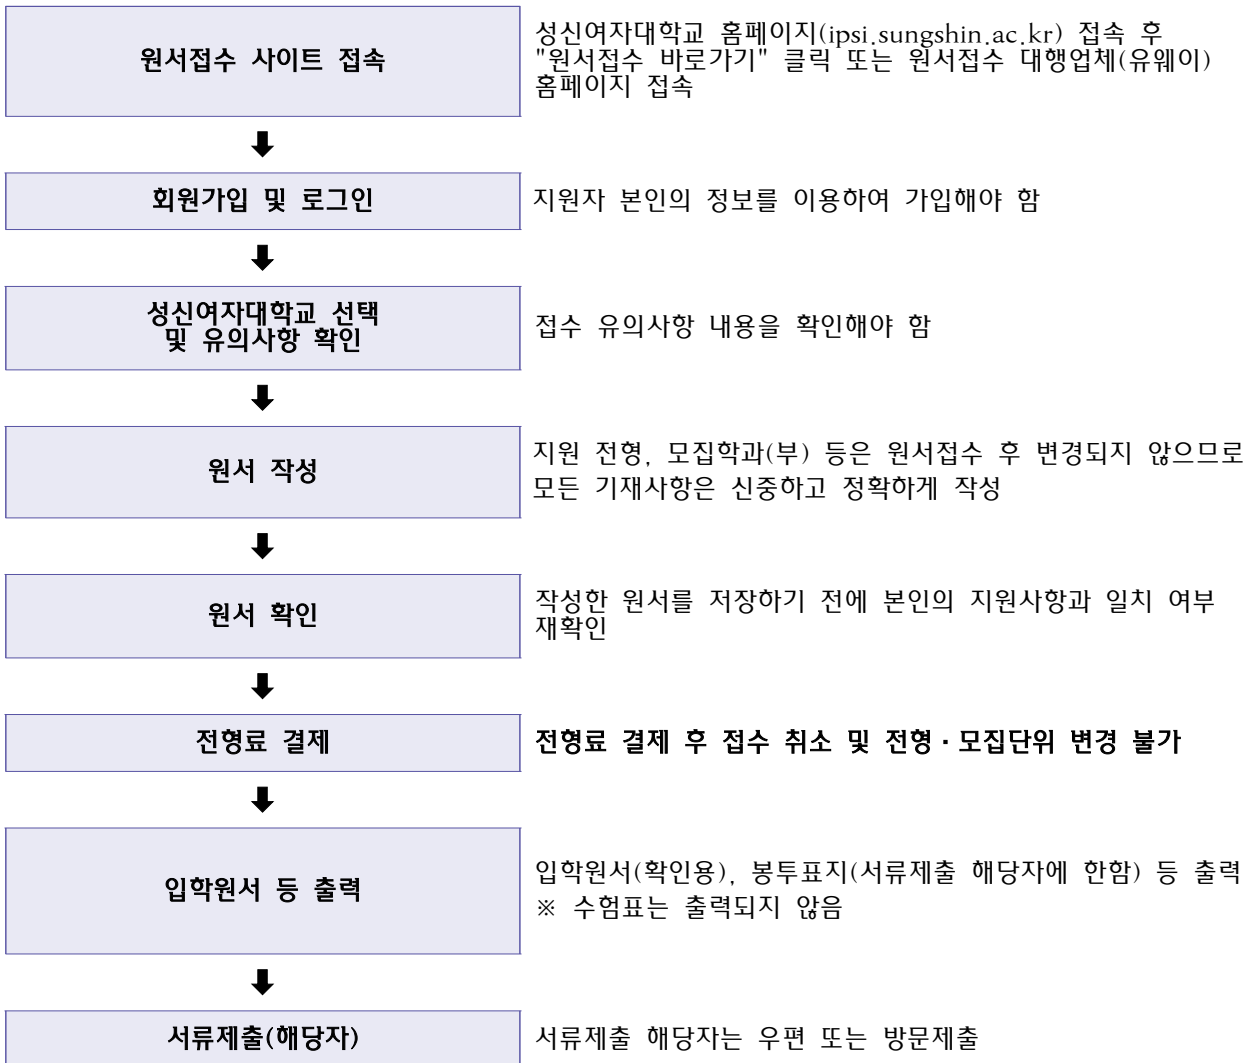 원서접수 사이트 접속
성신여자대학교 홈페이지(ipsi.sungshin.ac.kr) 접속 후
"원서접수 바로가기" 클릭 또는 원서접수 대행업체(유웨이)
홈페이지 접속
회원가입 및 로그인
지원자 본인의 정보를 이용하여 가입해야 함
성신여자대학교 선택
및 유의사항 확인
접수 유의사항 내용을 확인해야 함
원서 작성
지원 전형, 모집학과(부) 등은 원서접수 후 변경되지 않으므로
모든 기재사항은 신중하고 정확하게 작성
원서 확인
작성한 원서를 저장하기 전에 본인의 지원사항과 일치 여부
재확인
전형료 결제
전형료 결제 후 접수 취소 및 전형·모집단위 변경 불가
입학원서 등 출력
입학원서(확인용), 봉투표지(서류제출 해당자에 한함) 등 출력
※ 수험표는 출력되지 않음
서류제출(해당자)
서류제출 해당자는 우편 또는 방문제출